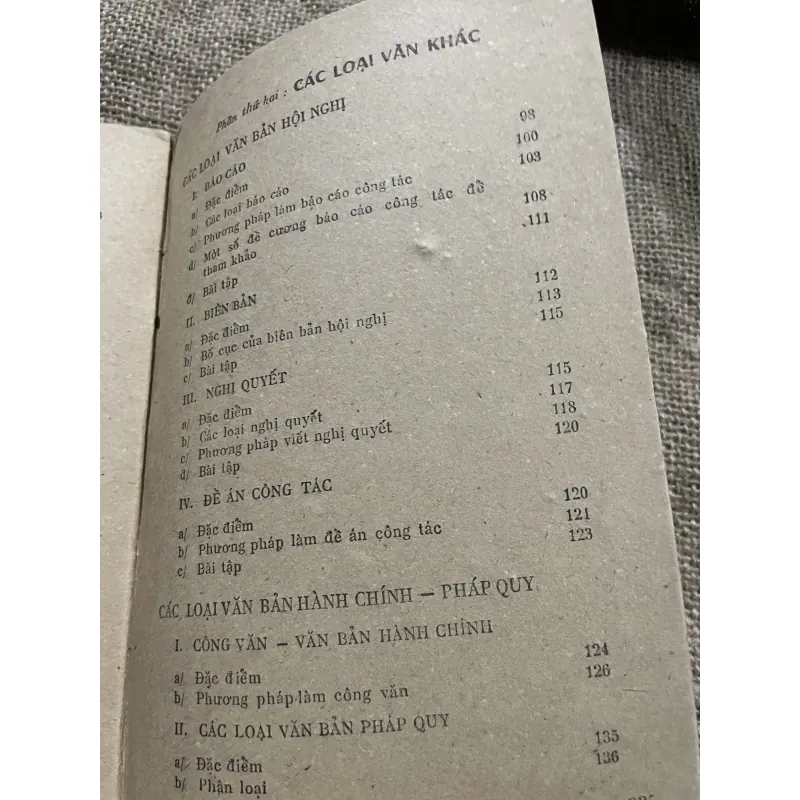 Phần thứ hai : CÁC LOẠI VĂN KHÁC
CÁC LOẠI VĂN BẢN HỘI NGHỊ
I. BÁO CÁO
a/ Đặc điểm 98
b/ Các loại báo cáo 100
c/ Phương pháp làm báo cáo công tác 103
d/ Một số đề cương báo cáo công tác để
tham khảo 108
đ/ Bài tập 111
II. BIÊN BẢN
a/ Đặc điểm 112
b/ Bố cục của biên bản hội nghị 113
c/ Bài tập 115
III. NGHỊ QUYẾT
a/ Đặc điểm 115
b/ Các loại nghị quyết 117
c/ Phương pháp viết nghị quyết 118
d/ Bài tập 120
IV. ĐỀ ÁN CÔNG TÁC
a/ Đặc điểm 120
b/ Phương pháp làm đề án công tác 121
c/ Bài tập 123
CÁC LOẠI VĂN BẢN HÀNH CHÍNH — PHÁP QUY
I. CÔNG VĂN — VĂN BẢN HÀNH CHÍNH
a/ Đặc điểm 124
b/ Phương pháp làm công văn 126
II. CÁC LOẠI VĂN BẢN PHÁP QUY
a/ Đặc điểm 135
b/ Phận loại 136